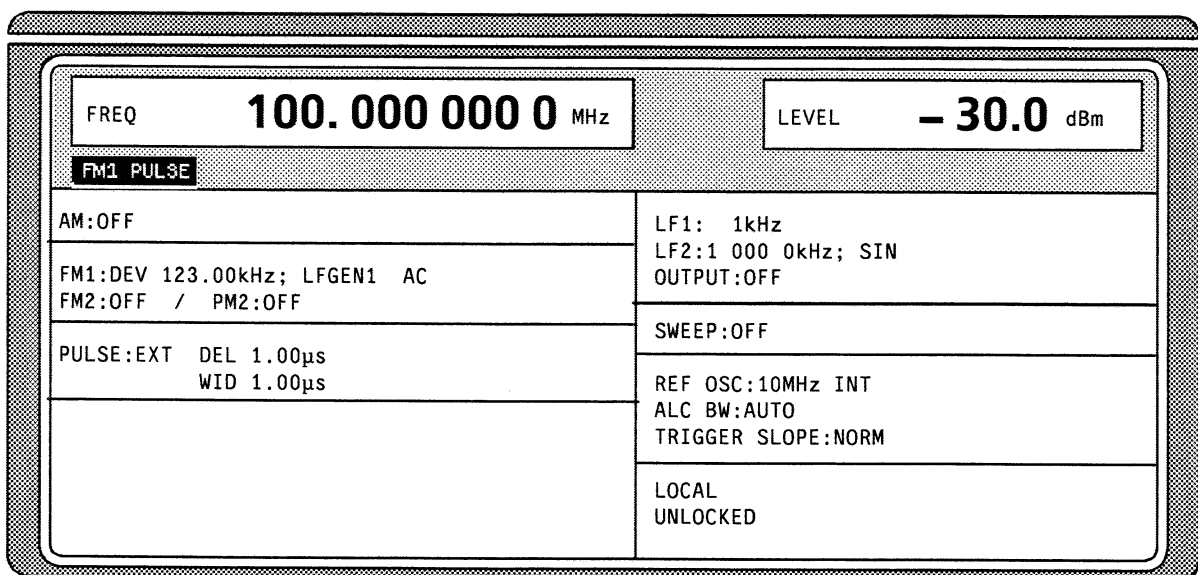 FREQ 100. 000 000 0 MHz
LEVEL – 30.0 dBm
FM1 PULSE
AM:OFF
FM1:DEV 123.00kHz; LFGEN1 AC
FM2:OFF / PM2:OFF
PULSE:EXT DEL 1.00µs
WID 1.00µs
LF1: 1kHz
LF2:1 000 0kHz; SIN
OUTPUT:OFF
SWEEP:OFF
REF OSC:10MHz INT
ALC BW:AUTO
TRIGGER SLOPE:NORM
LOCAL
UNLOCKED